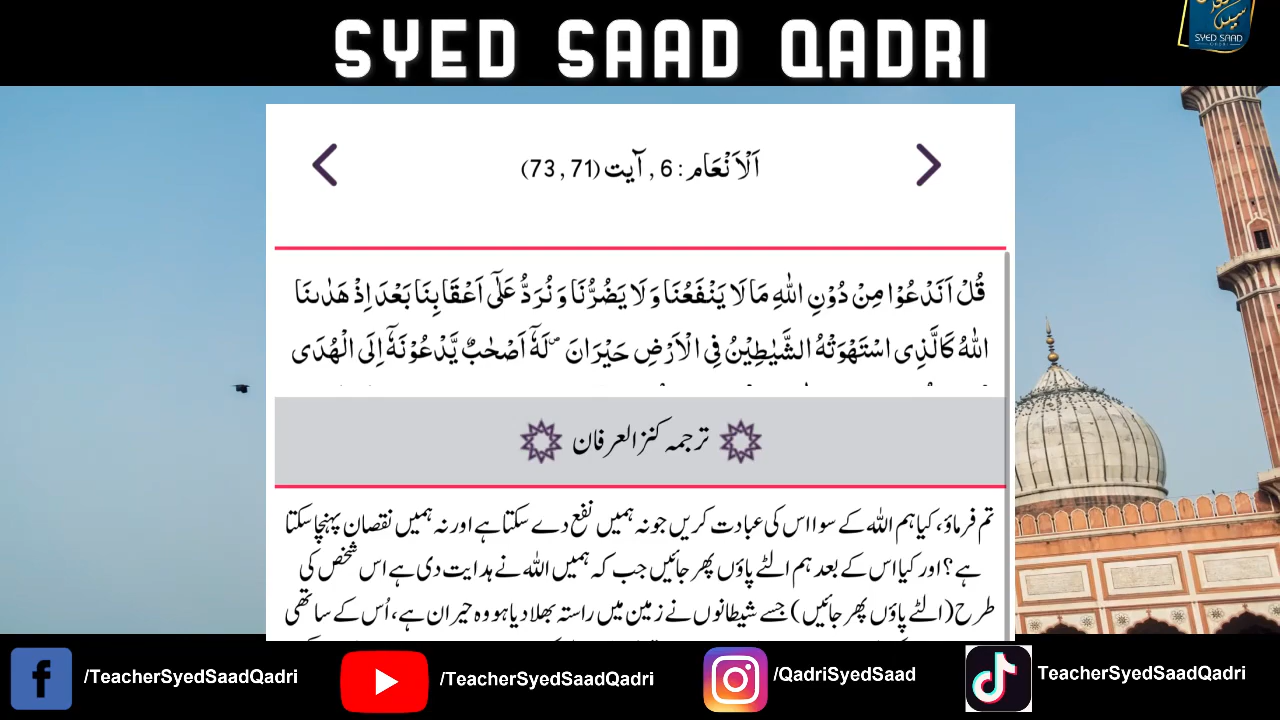 SYED SAAD QADRI
SYED SAAD
QADRI
اَلْاَنْعَام : 6 , آیت (71 , 73)
قُلْ اَنَدْعُوْا مِنْ دُوْنِ اللّٰهِ مَا لَا یَنْفَعُنَا وَ لَا یَضُرُّنَا وَ نُرَدُّ عَلٰۤى اَعْقَابِنَا بَعْدَ اِذْ هَدٰىنَا
اللّٰهُ كَالَّذِی اسْتَهْوَتْهُ الشَّیٰطِیْنُ فِی الْاَرْضِ حَیْرَانَ ۪-لَهٗۤ اَصْحٰبٌ یَّدْعُوْنَهٗۤ اِلَى الْهُدَى
ترجمہ کنزالعرفان
تم فرماؤ، کیا ہم اللہ کے سوا اس کی عبادت کریں جو نہ ہمیں نفع دے سکتا ہے اور نہ ہمیں نقصان پہنچا سکتا
ہے؟ اور کیا اس کے بعد ہم الٹے پاؤں پھر جائیں جب کہ ہمیں اللہ نے ہدایت دی ہے اس شخص کی
طرح (الٹے پاؤں پھر جائیں) جسے شیطانوں نے زمین میں راستہ بھلا دیا ہو وہ حیران ہے، اُس کے ساتھی
/TeacherSyedSaadQadri
/TeacherSyedSaadQadri
/QadriSyedSaad
TeacherSyedSaadQadri